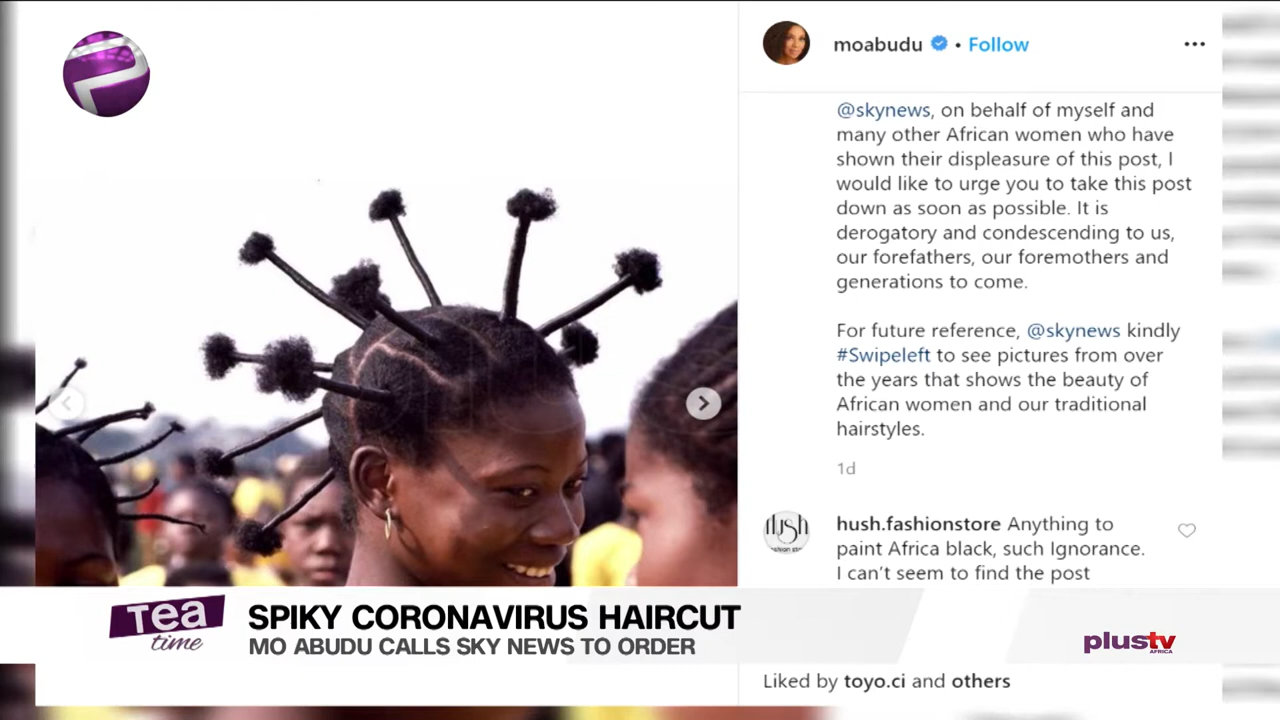 moabudu • Follow
@skynews, on behalf of myself and
many other African women who have
shown their displeasure of this post, I
would like to urge you to take this post
down as soon as possible. It is
derogatory and condescending to us,
our forefathers, our foremothers and
generations to come.
For future reference, @skynews kindly
#Swipeleft to see pictures from over
the years that shows the beauty of
African women and our traditional
hairstyles.
1d
hush.fashionstore Anything to
paint Africa black, such Ignorance.
I can't seem to find the post
Tea
time
SPIKY CORONAVIRUS HAIRCUT
MO ABUDU CALLS SKY NEWS TO ORDER
plustv
AFRICA
Liked by toyo.ci and others